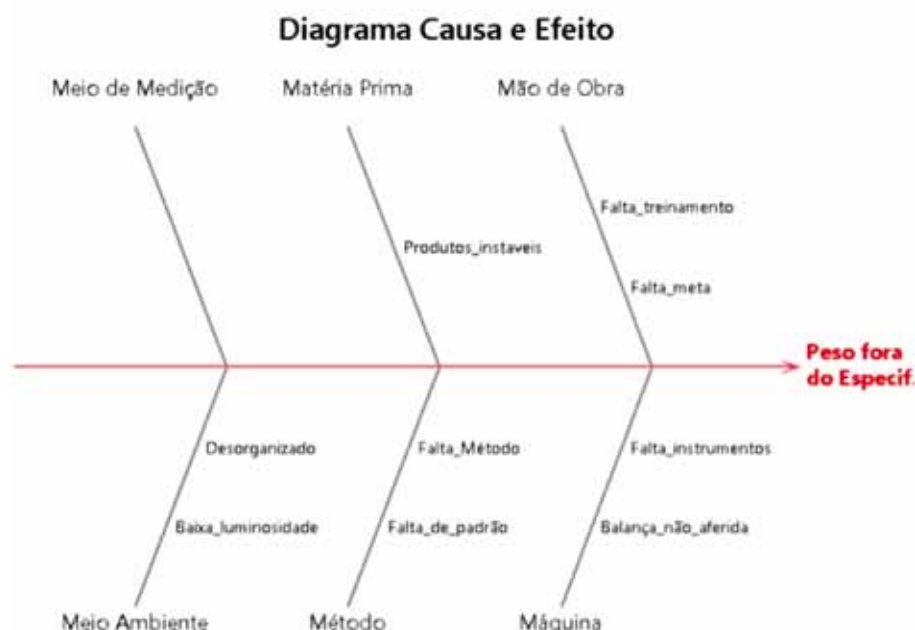 Diagrama Causa e Efeito
Meio de Medição
Matéria Prima
Mão de Obra
Falta_treinamento
Produtos_instaveis
Falta_meta
Peso fora
do Especif.
Desorganizado
Falta_Método
Falta_instrumentos
Baixa_luminosidade
Falta_de_padrão
Balança_não_aferida
Meio Ambiente
Método
Máquina